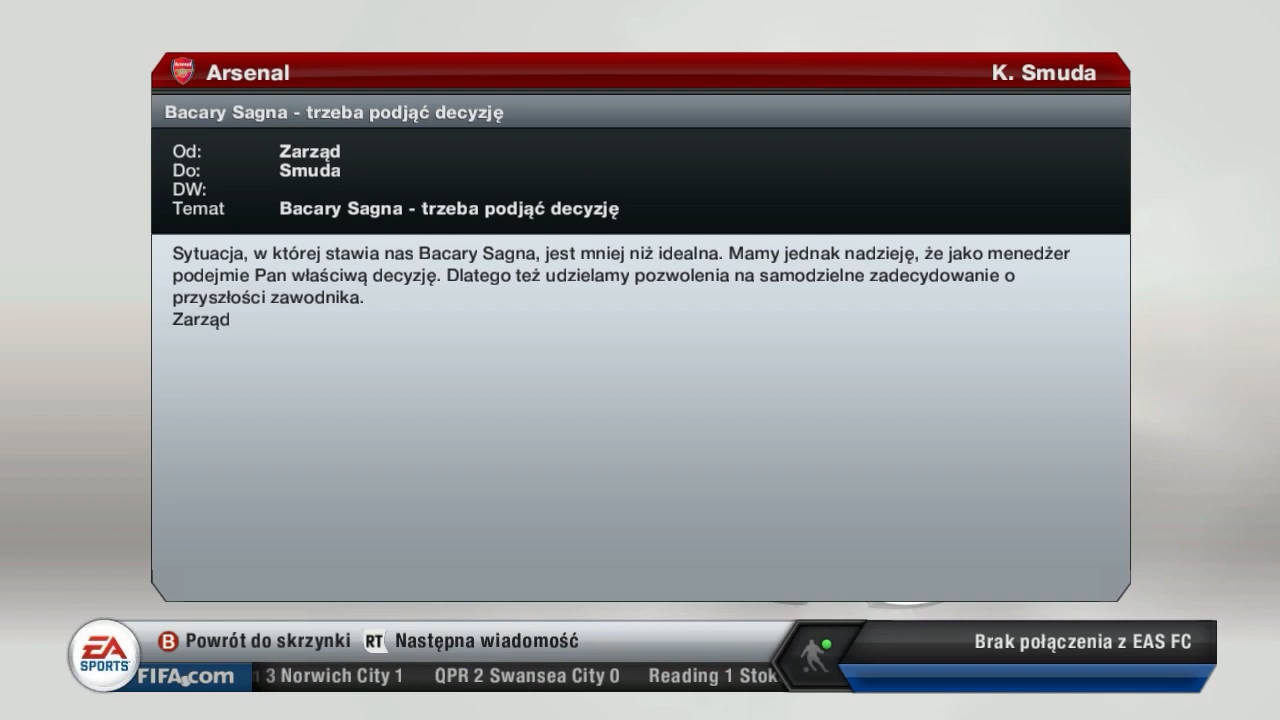 Arsenal
K. Smuda
Bacary Sagna - trzeba podjąć decyzję
Od: Zarząd
Do: Smuda
DW:
Temat Bacary Sagna - trzeba podjąć decyzję
Sytuacja, w której stawia nas Bacary Sagna, jest mniej niż idealna. Mamy jednak nadzieję, że jako menedżer
podejmie Pan właściwą decyzję. Dlatego też udzielamy pozwolenia na samodzielne zadecydowanie o
przyszłości zawodnika.
Zarząd
B Powrót do skrzynki RT Następna wiadomość
Brak połączenia z EAS FC
EA SPORTS
FIFA.com 3 Norwich City 1 QPR 2 Swansea City 0 Reading 1 Stok